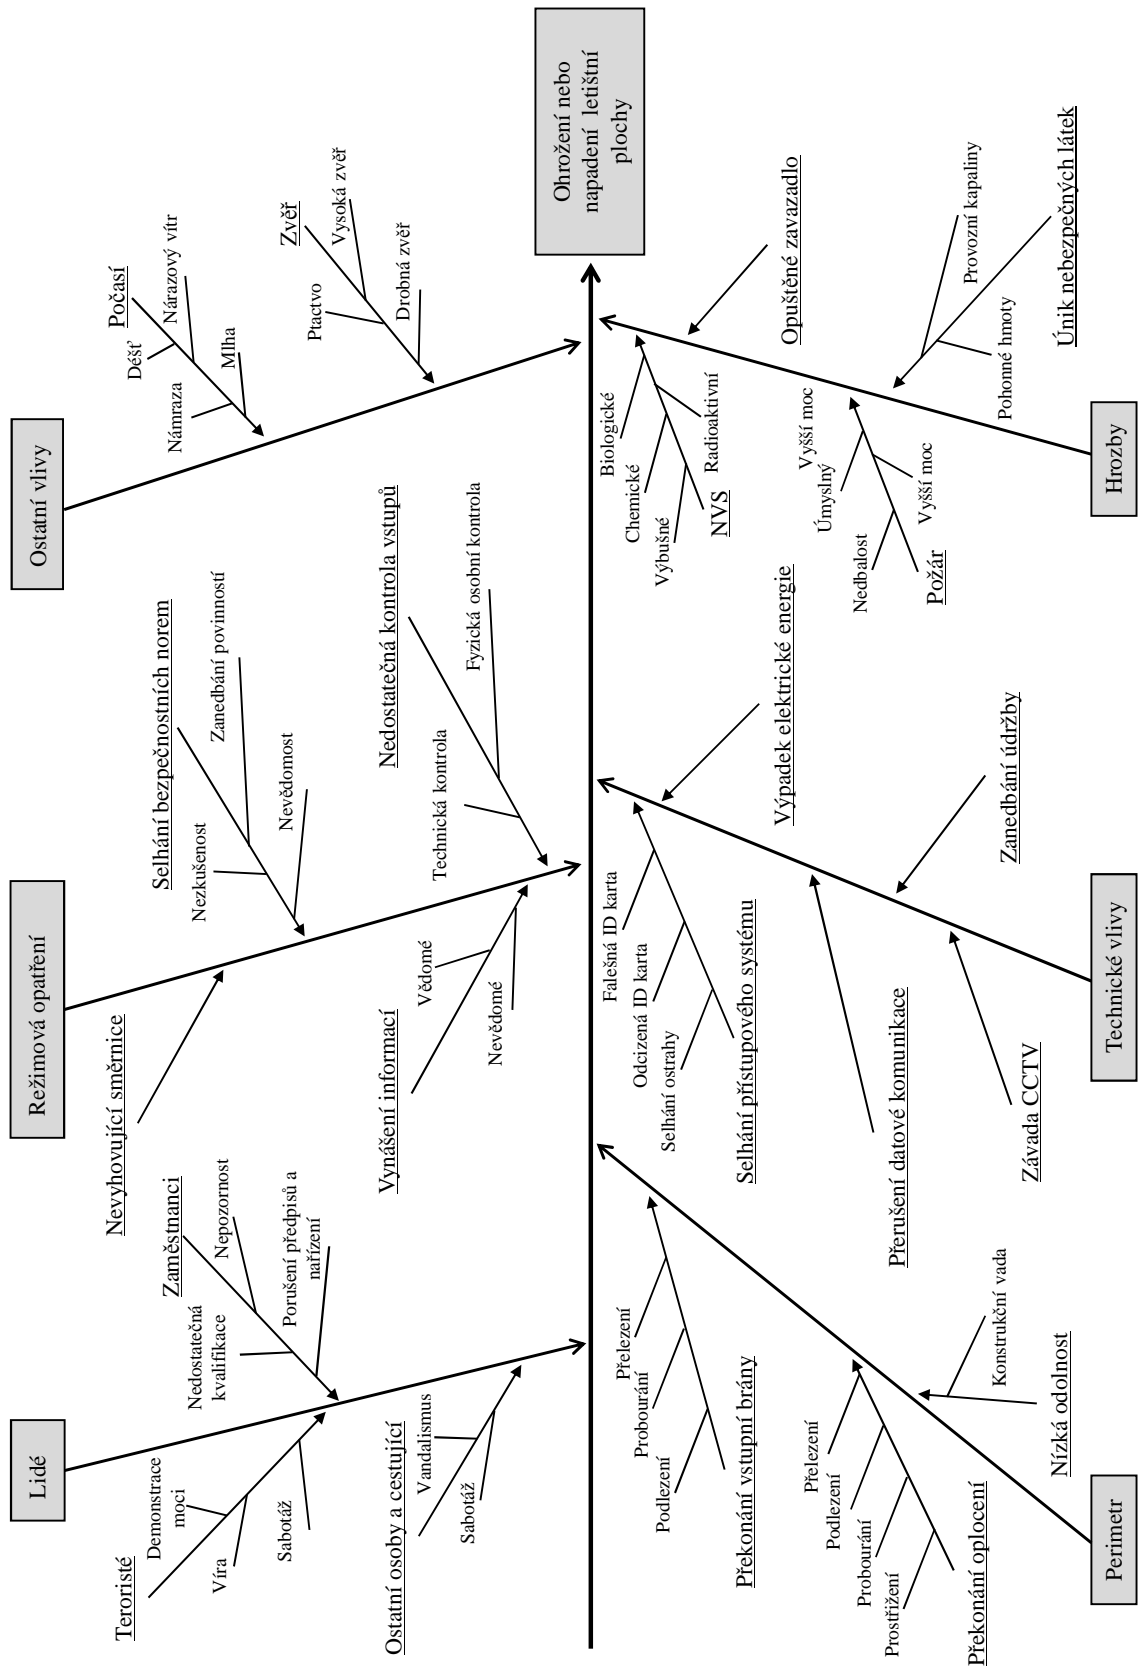 Lidé
Teroristé
Demonstrace
moci
Víra
Sabotáž
Zaměstnanci
Nedostatečná
kvalifikace
Nepozornost
Porušení předpisů a
nařízení
Ostatní osoby a cestující
Vandalismus
Sabotáž
Režimová opatření
Nevyhovující směrnice
Selhání bezpečnostních norem
Nezkušenost
Zanedbání povinností
Nevědomost
Vynášení informací
Vědomé
Nevědomé
Nedostatečná kontrola vstupů
Technická kontrola
Fyzická osobní kontrola
Ostatní vlivy
Počasí
Déšť
Námraza
Nárazový vítr
Mlha
Zvěř
Ptactvo
Vysoká zvěř
Drobná zvěř
Ohrožení nebo
napadení letištní
plochy
Perimetr
Překonání vstupní brány
Přelezení
Probourání
Podlezení
Překonání oplocení
Přelezení
Podlezení
Probourání
Prostřižení
Nízká odolnost
Konstrukční vada
Technické vlivy
Selhání přístupového systému
Falešná ID karta
Odcizená ID karta
Selhání ostrahy
Výpadek elektrické energie
Přerušení datové komunikace
Zanedbání údržby
Závada CCTV
Hrozby
NVS
Biologické
Chemické
Výbušné
Radioaktivní
Opuštěné zavazadlo
Požár
Vyšší moc
Úmyslný
Nedbalost
Vyšší moc
Únik nebezpečných látek
Provozní kapaliny
Pohonné hmoty